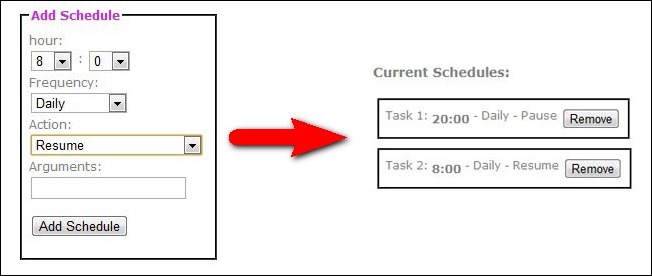 Add Schedule
hour:
8 : 0
Frequency:
Daily
Action:
Resume
Arguments:
Add Schedule
Current Schedules:
Task 1: 20:00 - Daily - Pause Remove
Task 2: 8:00 - Daily - Resume Remove